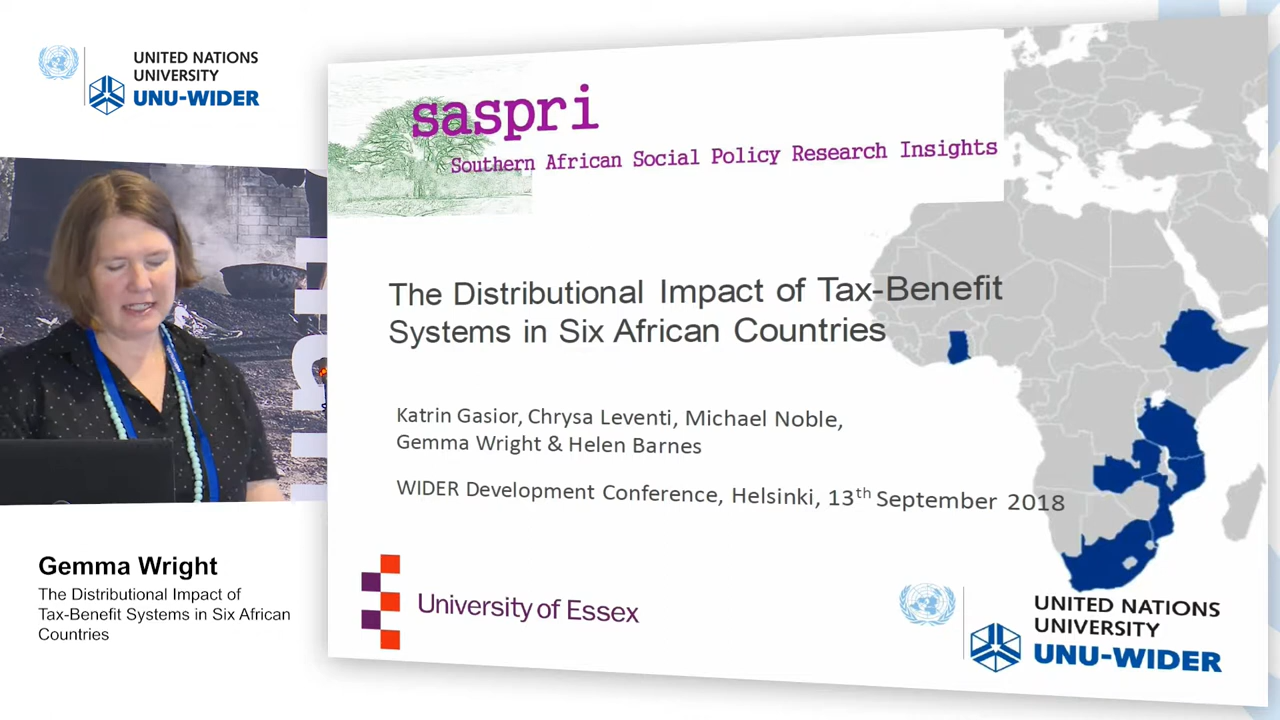 UNITED NATIONS
UNIVERSITY
UNU-WIDER
Gemma Wright
The Distributional Impact of
Tax-Benefit Systems in Six African
Countries
saspri
Southern African Social Policy Research Insights
The Distributional Impact of Tax-Benefit
Systems in Six African Countries
Katrin Gasior, Chrysa Leventi, Michael Noble,
Gemma Wright & Helen Barnes
WIDER Development Conference, Helsinki, 13th September 2018
University of Essex
UNITED NATIONS
UNIVERSITY
UNU-WIDER